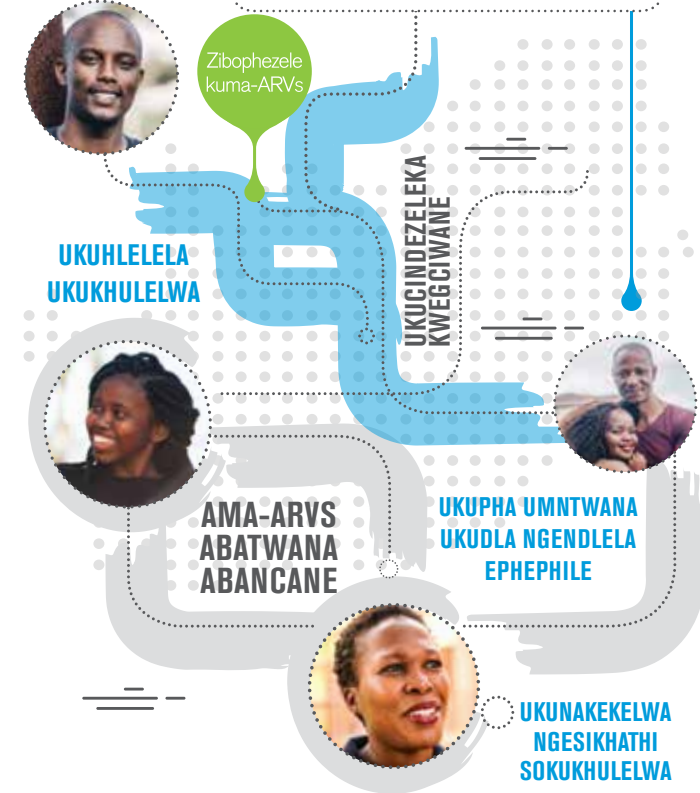 Zibophezele
kuma-ARVs
UKUCINDEZELEKA
KWEGCIWANE
UKUHLELELA
UKUKHULELWA
AMA-ARVS
ABATWANA
ABANCANE
UKUPHA UMNTWANA
UKUDLA NGENDLELA
EPHEPHILE
UKUNAKEKELWA
NGESIKHATHI
SOKUKHULELWA